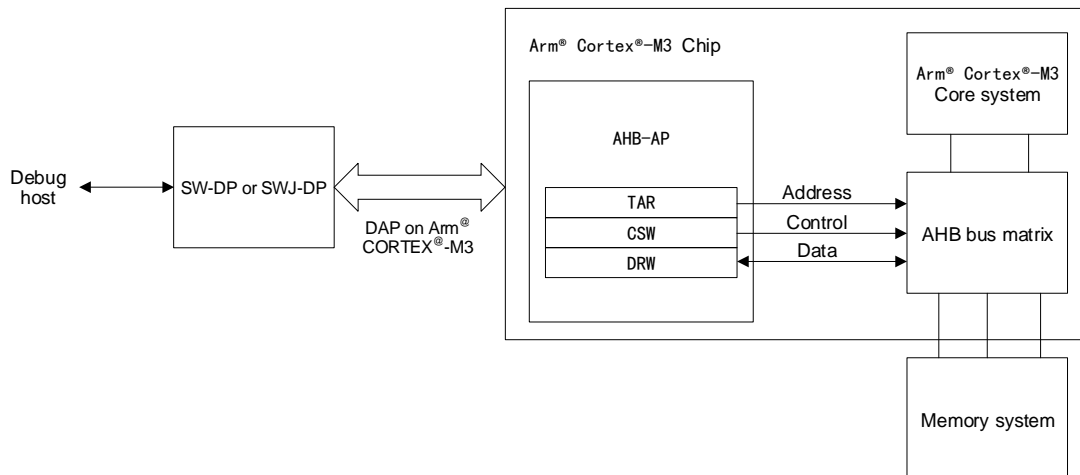 Arm® Cortex®-M3 Chip
Arm® Cortex®-M3
Core system
AHB-AP
Debug
host
SW-DP or SWJ-DP
DAP on Arm@
CORTEX@-M3
TAR
CSW
DRW
Address
Control
Data
AHB bus matrix
Memory system